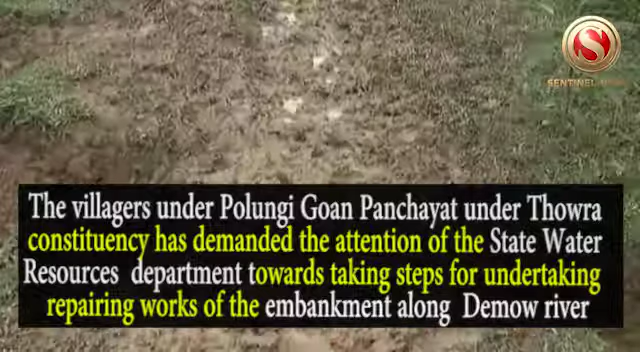 S
SENTINEL
The villagers under Polungi Goan Panchayat under Thowra
constituency has demanded the attention of the State Water
Resources department towards taking steps for undertaking
repairing works of the embankment along Demow river